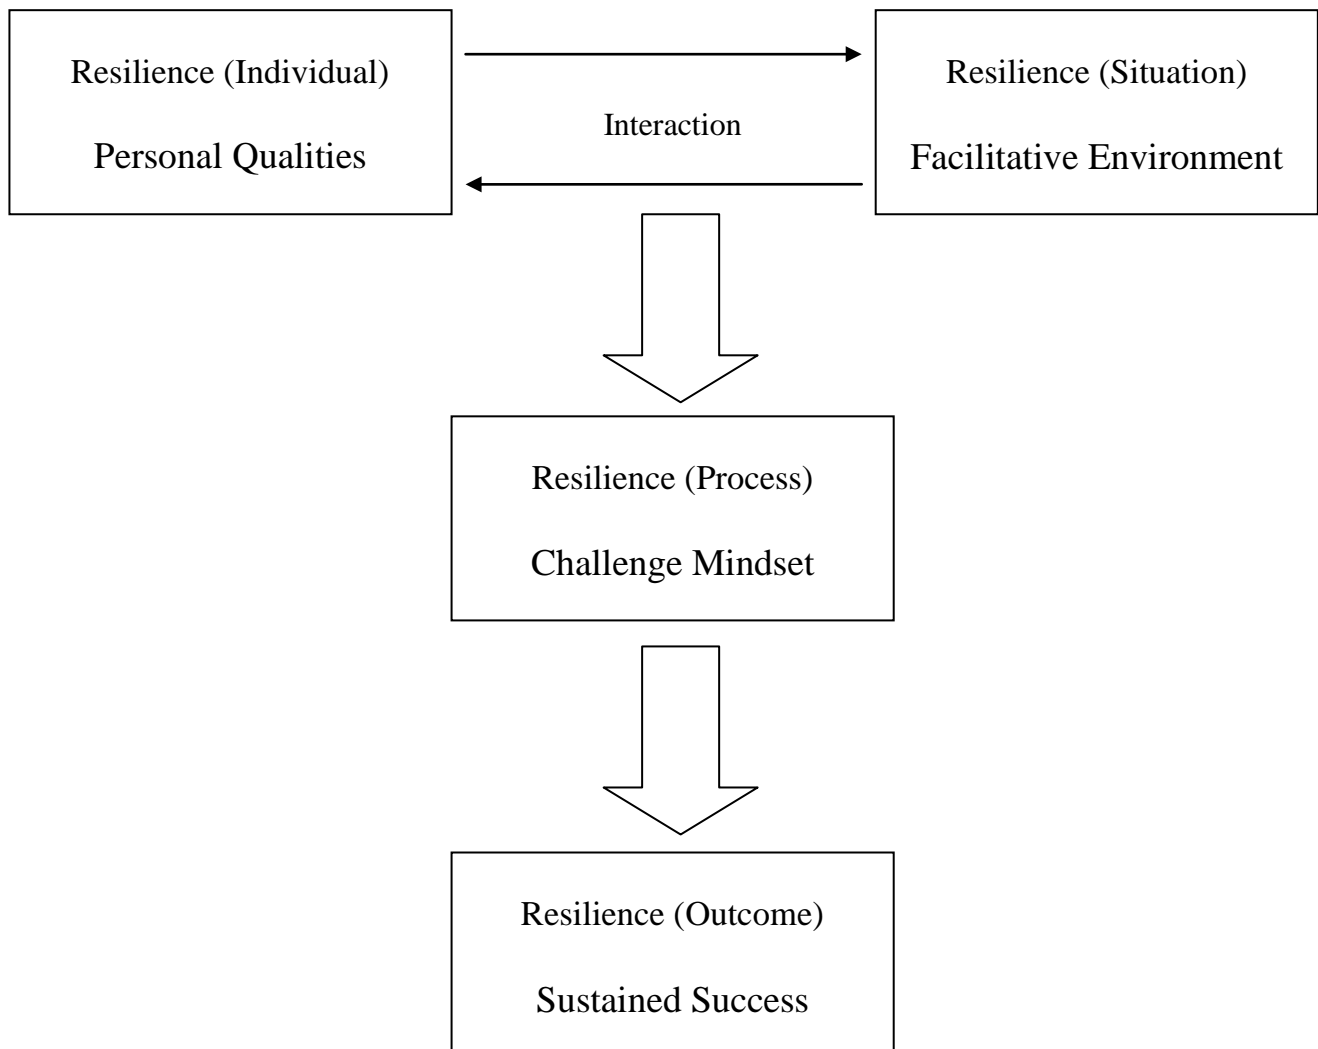 Resilience (Individual)
Personal Qualities
Interaction
Resilience (Situation)
Facilitative Environment
Resilience (Process)
Challenge Mindset
Resilience (Outcome)
Sustained Success